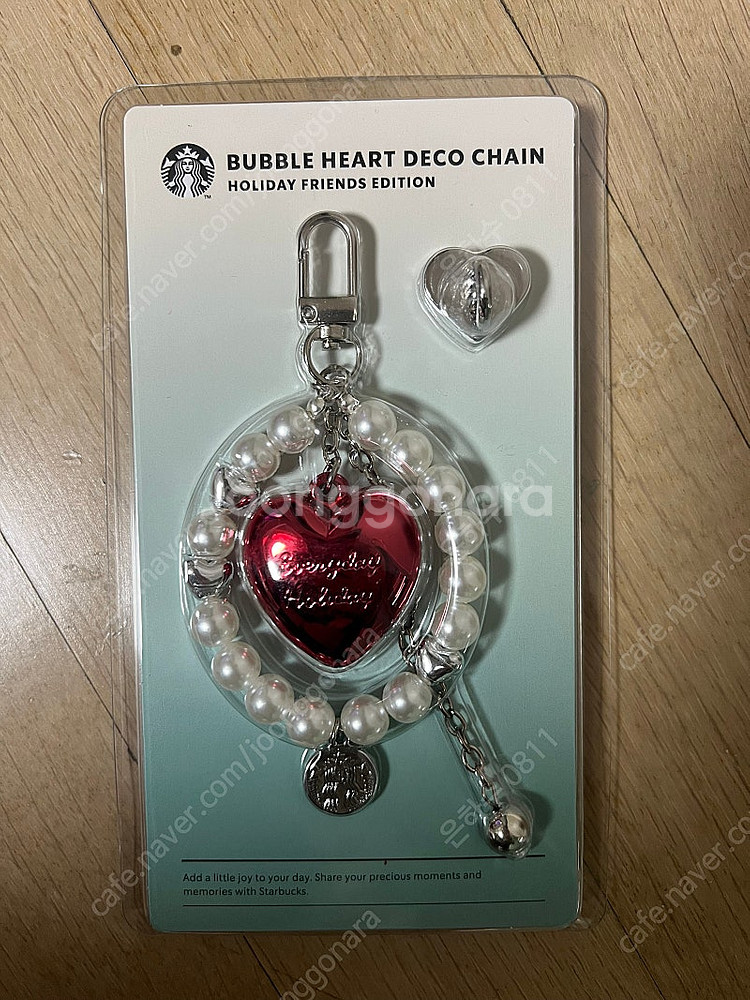 BUBBLE HEART DECO CHAIN
HOLIDAY FRIENDS EDITION
TM
Joonggonara
Everyday
Holiday
Add a little joy to your day. Share your precious moments and
memories with Starbucks.
cafe.naver.com/joonggonara